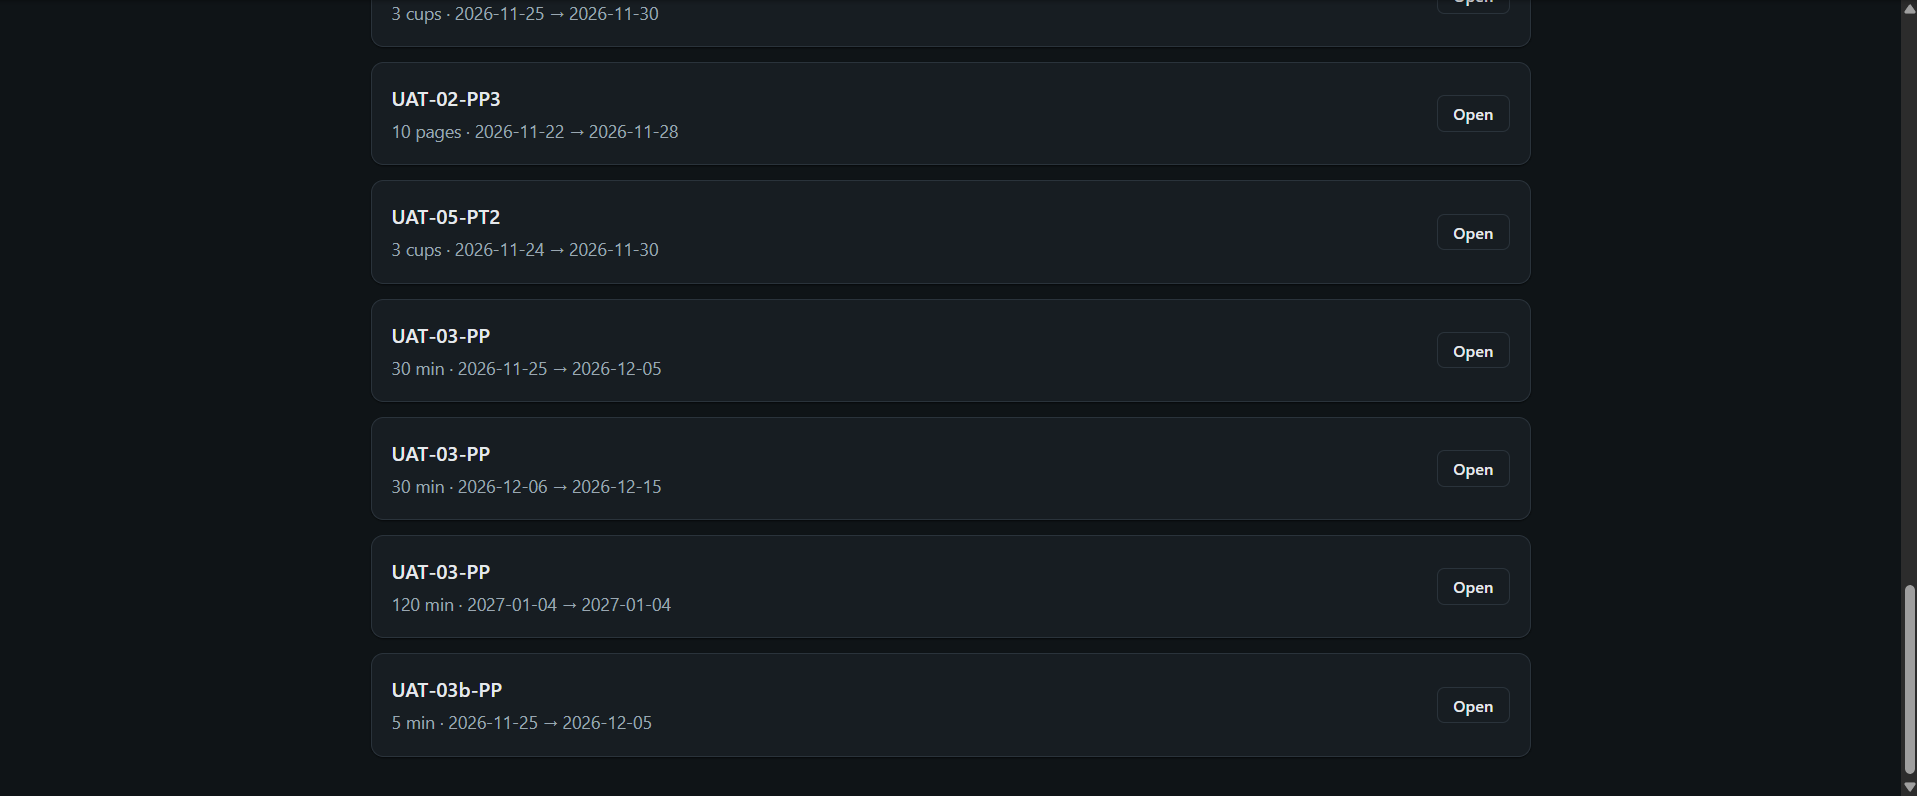 3 cups · 2026-11-25 → 2026-11-30
Open
UAT-02-PP3
10 pages · 2026-11-22 → 2026-11-28
Open
UAT-05-PT2
3 cups · 2026-11-24 → 2026-11-30
Open
UAT-03-PP
30 min · 2026-11-25 → 2026-12-05
Open
UAT-03-PP
30 min · 2026-12-06 → 2026-12-15
Open
UAT-03-PP
120 min · 2027-01-04 → 2027-01-04
Open
UAT-03b-PP
5 min · 2026-11-25 → 2026-12-05
Open